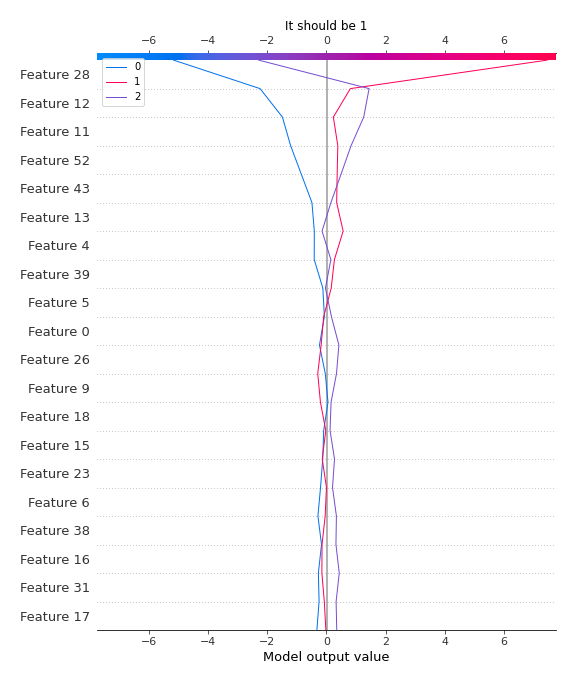 It should be 1
−6 −4 −2 0 2 4 6
0
1
2
Feature 28
Feature 12
Feature 11
Feature 52
Feature 43
Feature 13
Feature 4
Feature 39
Feature 5
Feature 0
Feature 26
Feature 9
Feature 18
Feature 15
Feature 23
Feature 6
Feature 38
Feature 16
Feature 31
Feature 17
−6 −4 −2 0 2 4 6
Model output value